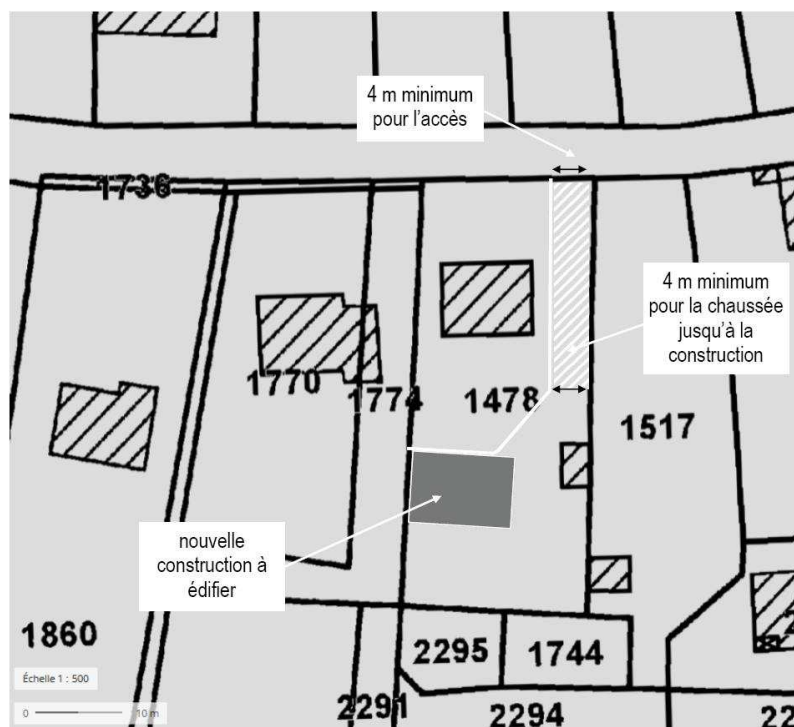 4 m minimum
pour l'accès
1736
4 m minimum
pour la chaussée
jusqu'à la
construction
1770
1774
1478
1517
nouvelle
construction à
édifier
1860
2295
1744
Échelle 1 : 500
0
10 m
2291
2294
22